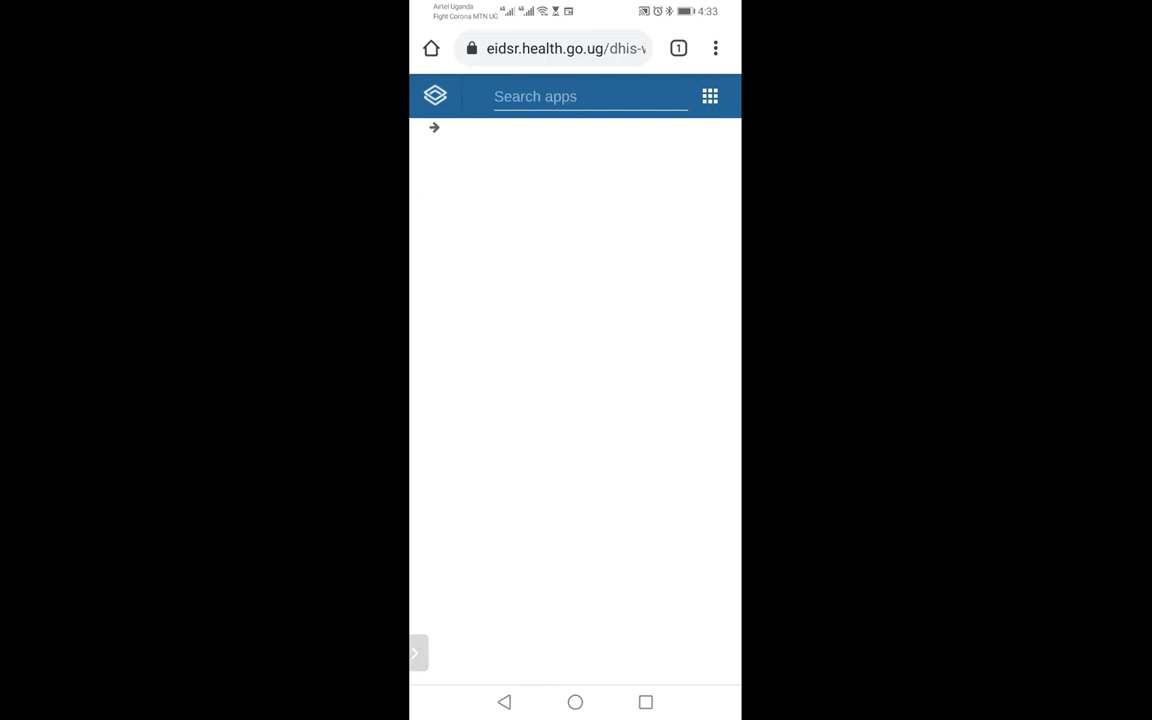 Airtel Uganda
Fight Corona MTN UG
4:33
eidsr.health.go.ug/dhis-w
1
Search apps